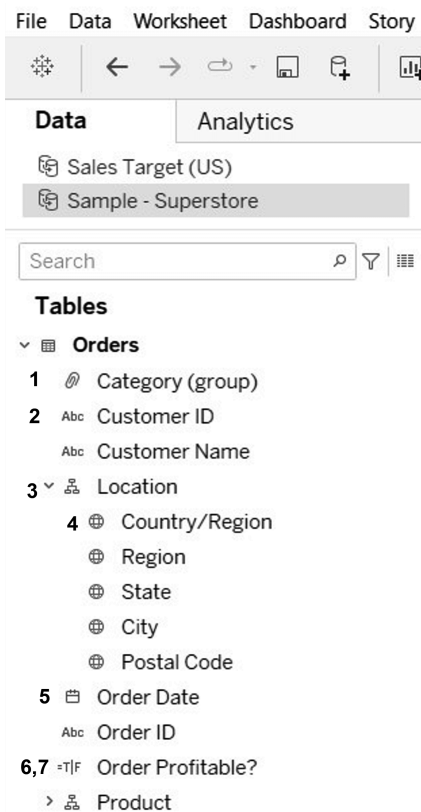 File Data Worksheet Dashboard Story
Data Analytics
Sales Target (US)
Sample - Superstore
Search
Tables
Orders
1 Category (group)
2 Abc Customer ID
Abc Customer Name
3 Location
4 Country/Region
Region
State
City
Postal Code
5 Order Date
Abc Order ID
6,7 =T|F Order Profitable?
Product